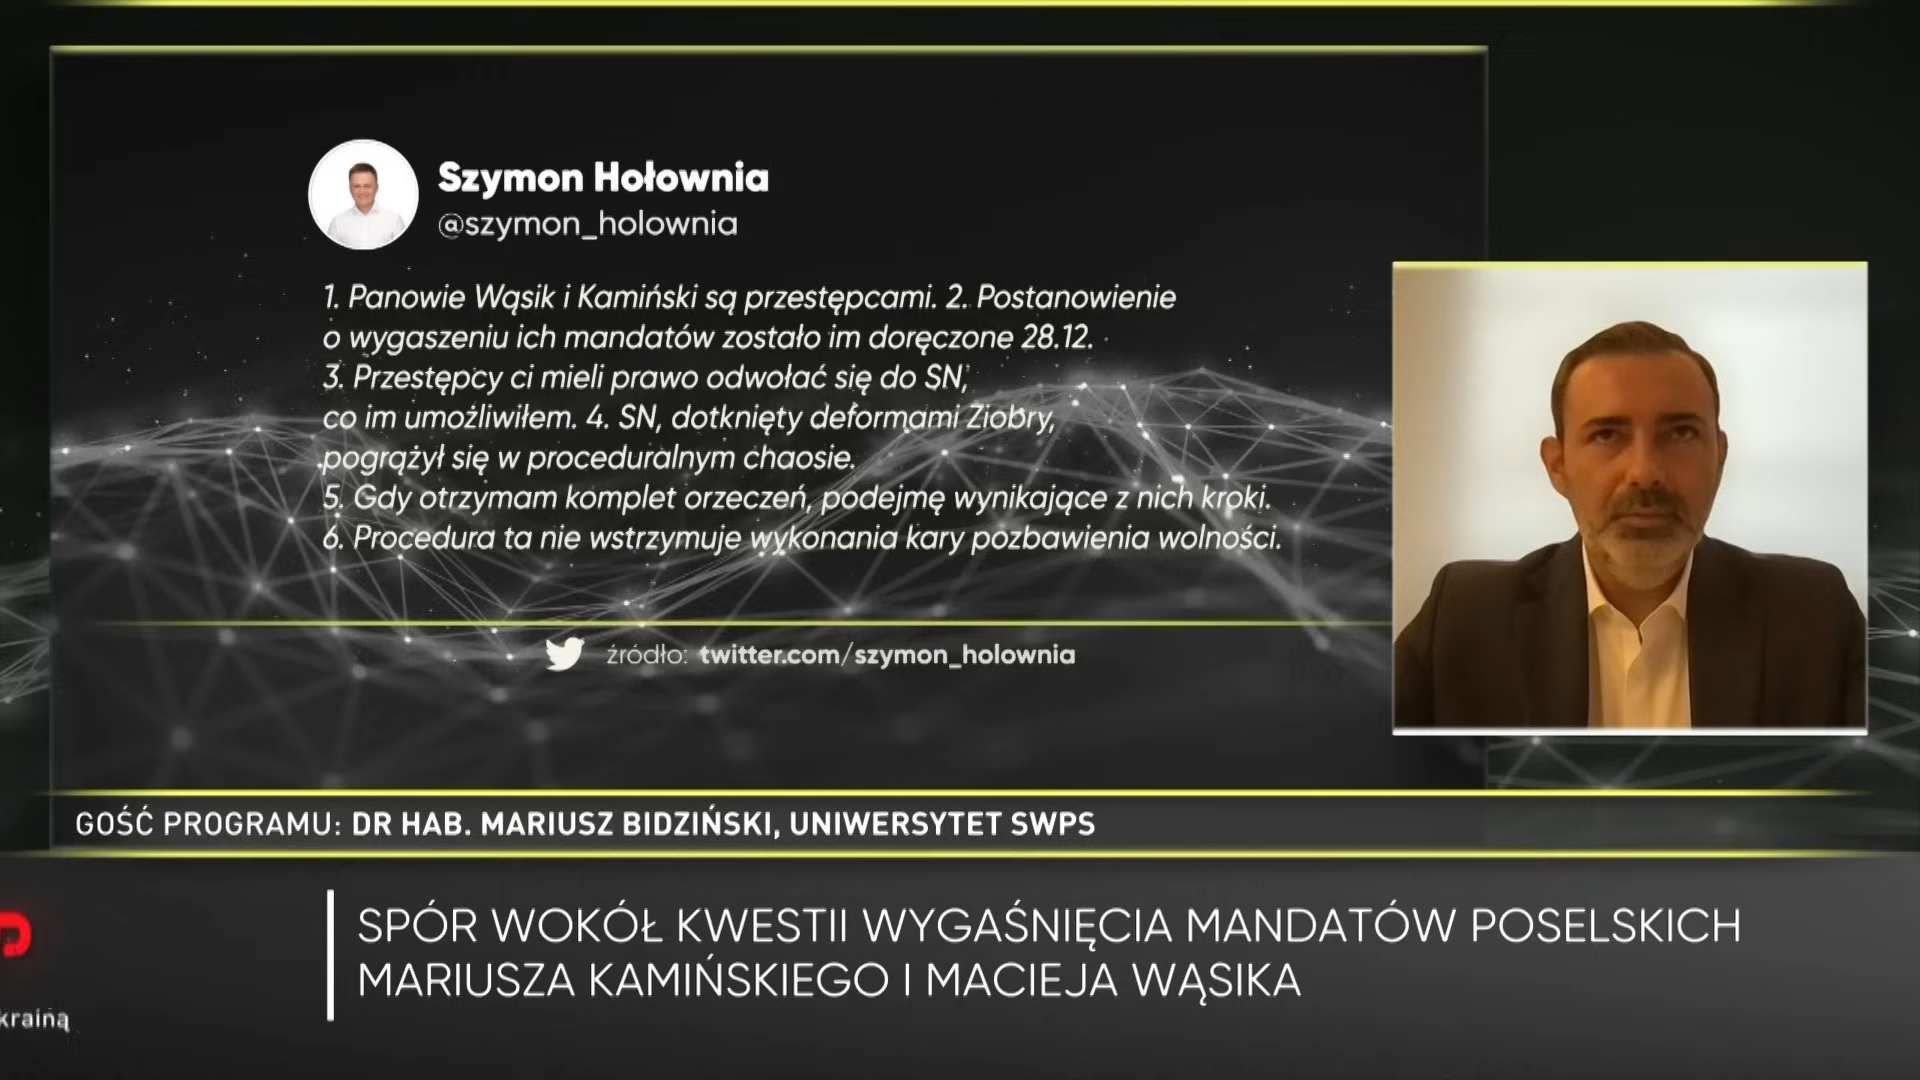 Szymon Hołownia
@szymon_holownia
1. Panowie Wąsik i Kamiński są przestępcami. 2. Postanowienie
o wygaszeniu ich mandatów zostało im doręczone 28.12.
3. Przestępcy ci mieli prawo odwołać się do SN,
co im umożliwiłem. 4. SN, dotknięty deformami Ziobry,
pogrążył się w proceduralnym chaosie.
5. Gdy otrzymam komplet orzeczeń, podejmę wynikające z nich kroki.
6. Procedura ta nie wstrzymuje wykonania kary pozbawienia wolności.
źródło: twitter.com/szymon_holownia
GOŚĆ PROGRAMU: DR HAB. MARIUSZ BIDZIŃSKI, UNIWERSYTET SWPS
SPÓR WOKÓŁ KWESTII WYGAŚNIĘCIA MANDATÓW POSELSKICH
MARIUSZA KAMIŃSKIEGO I MACIEJA WĄSIKA